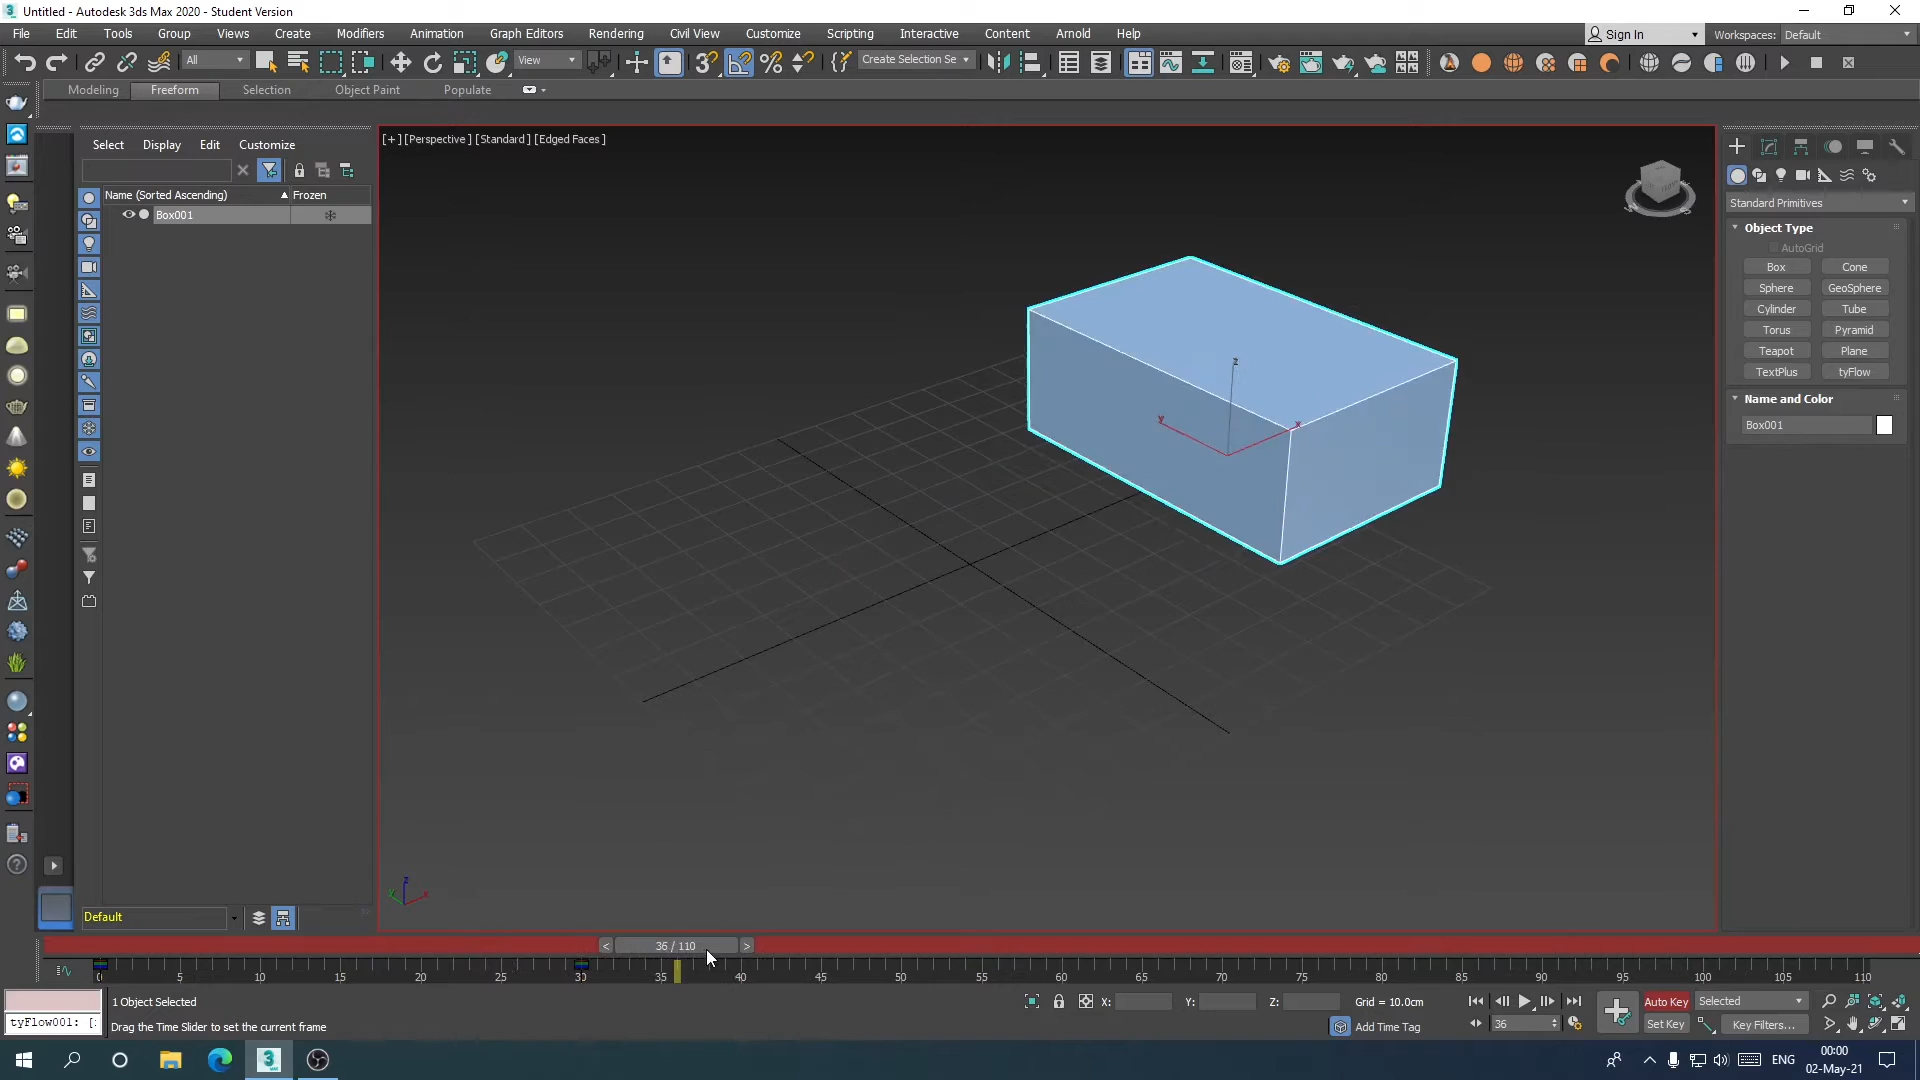 Untitled - Autodesk 3ds Max 2020 - Student Version
File Edit Tools Group Views Create Modifiers Animation Graph Editors Rendering Civil View Customize Scripting Interactive Content Arnold Help
Sign In Workspaces: Default
All View Create Selection Se
Modeling Freeform Selection Object Paint Populate
Select Display Edit Customize
[+] [Perspective] [Standard] [Edged Faces]
Name (Sorted Ascending) Frozen
Box001
Standard Primitives
Object Type
AutoGrid
Box Cone
Sphere GeoSphere
Cylinder Tube
Torus Pyramid
Teapot Plane
TextPlus tyFlow
Name and Color
Box001
z
y x
z
y x
Default
< 36 / 110 >
0 5 10 15 20 25 30 35 40 45 50 55 60 65 70 75 80 85 90 95 100 105 110
1 Object Selected
X: Y: Z: Grid = 10.0cm
Auto Key Selected
tyFlow001: [
Drag the Time Slider to set the current frame
Add Time Tag
36
Set Key Key Filters...
ENG
00:00
02-May-21